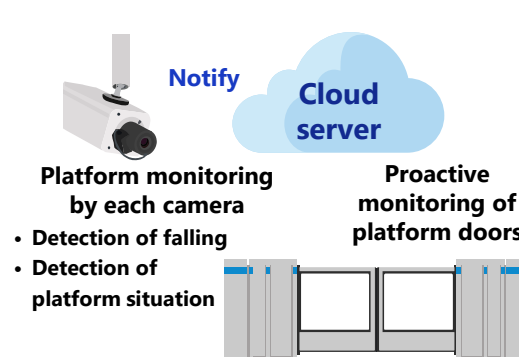 Notify
Cloud
server
Platform monitoring
by each camera
• Detection of falling
• Detection of
platform situation
Proactive
monitoring of
platform doors